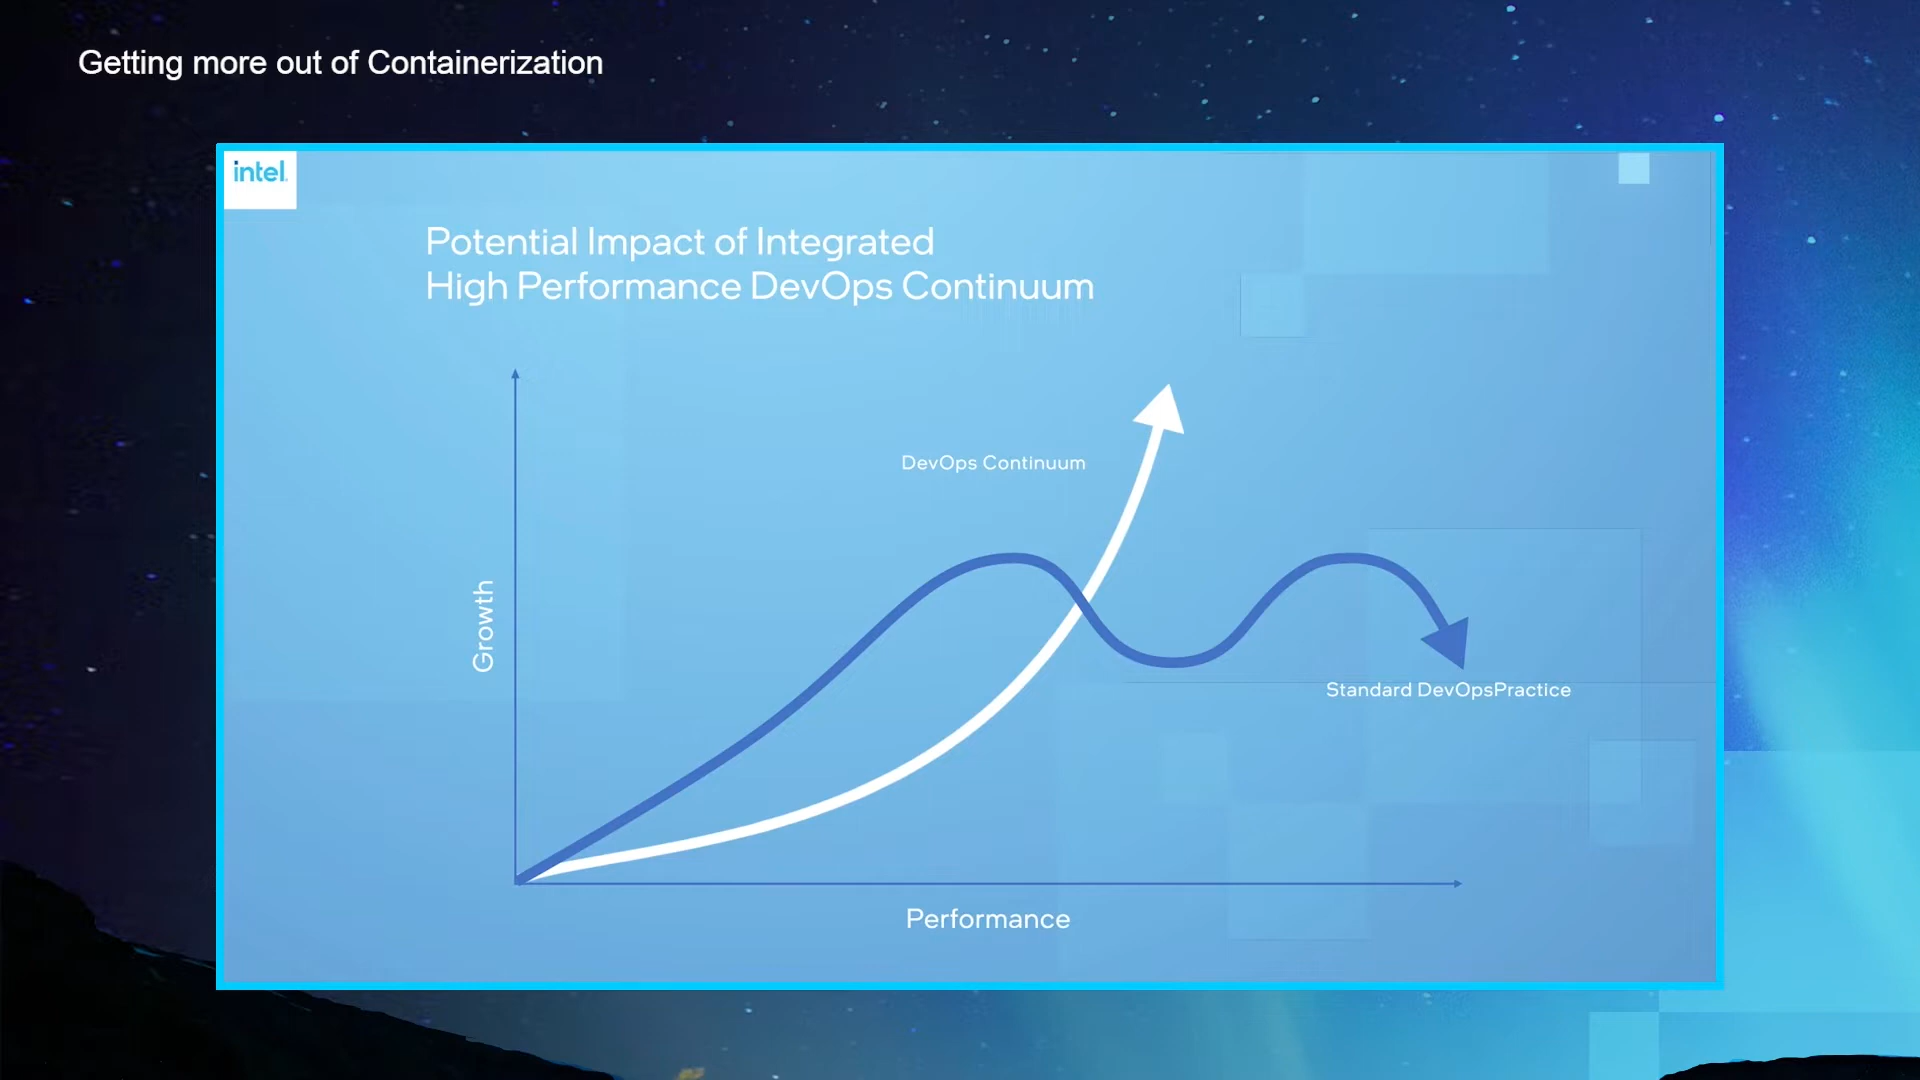 Getting more out of Containerization
intel.
Potential Impact of Integrated
High Performance DevOps Continuum
DevOps Continuum
Growth
Standard DevOpsPractice
Performance